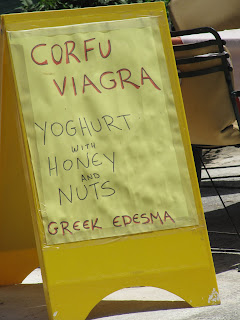 CORFU
VIAGRA
YOGHURT
WITH
HONEY
AND
NUTS
GREEK EDESMA